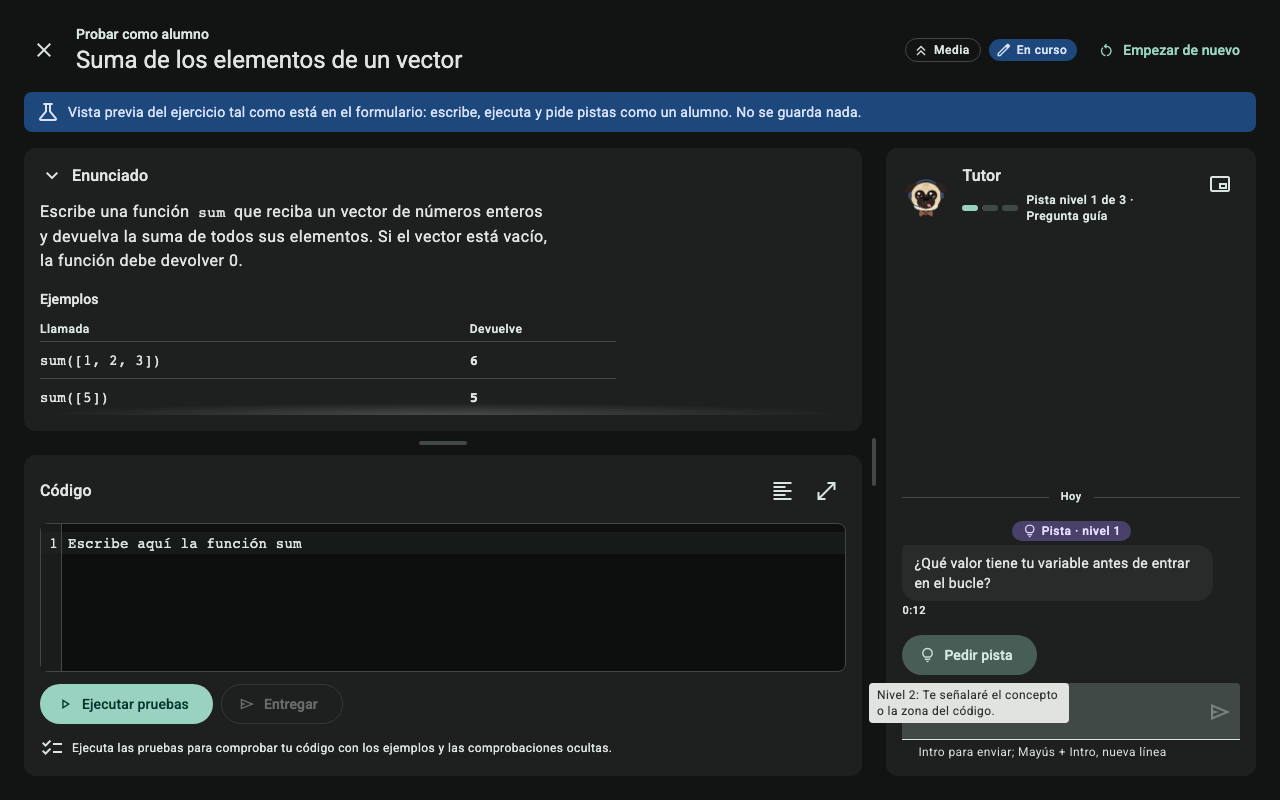 Probar como alumno
Suma de los elementos de un vector
Media
En curso
Empezar de nuevo
Vista previa del ejercicio tal como está en el formulario: escribe, ejecuta y pide pistas como un alumno. No se guarda nada.
Enunciado
Escribe una función sum que reciba un vector de números enteros
y devuelva la suma de todos sus elementos. Si el vector está vacío,
la función debe devolver 0.
Ejemplos
Llamada Devuelve
sum([1, 2, 3]) 6
sum([5]) 5
Código
1 Escribe aquí la función sum
Ejecutar pruebas
Entregar
Ejecuta las pruebas para comprobar tu código con los ejemplos y las comprobaciones ocultas.
Tutor
Pista nivel 1 de 3 ·
Pregunta guía
Hoy
Pista · nivel 1
¿Qué valor tiene tu variable antes de entrar
en el bucle?
0:12
Pedir pista
Nivel 2: Te señalaré el concepto
o la zona del código.
Intro para enviar; Mayús + Intro, nueva línea